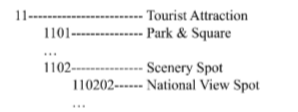 11----------------------- Tourist Attraction
1101--------------- Park & Square
...
1102--------------- Scenery Spot
110202------ National View Spot
...